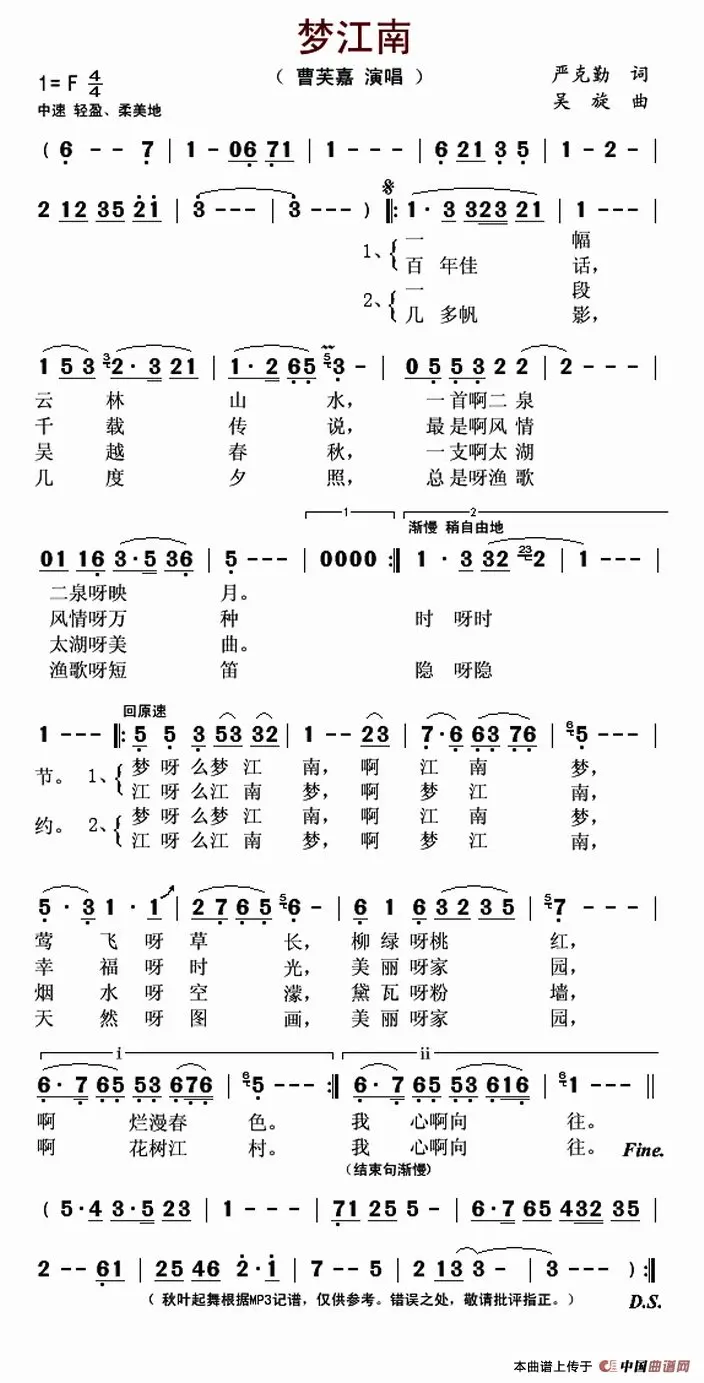 梦江南
1=F 4/4 （曹芙嘉 演唱） 严克勤 词
中速 轻盈、柔美地 吴旋 曲
( 6 - - 7 | 1 - 06 71 | 1 - - - | 6 21 3 5 | 1 - 2 - |
2 12 35 21 | 3 - - - | 3 - - - ) ‖: 1 · 3 323 21 | 1 - - - |
1、 一 幅
百 年佳 话，
2、 一 段
几 多帆 影，
1 53 3 2 · 3 21 | 1 · 2 65 5 3 - | 05 53 2 2 | 2 - - - |
云 林 山 水， 一首啊二泉
千 载 传 说， 最是啊风情
吴 越 春 秋， 一支啊太湖
几 度 夕 照， 总是呀渔歌
1 2
渐慢 稍自由地
01 16 3 · 5 36 | 5 - - - | 0000 :‖ 1 · 3 32 23 2 | 1 - - - |
二泉呀映 月。
风情呀万 种 时 呀时
太湖呀美 曲。
渔歌呀短 笛 隐 呀隐
回原速
1 - - - ‖: 5 5 3 53 32 | 1 - - 23 | 7 · 6 63 76 | 6 5 - - - |
节。 1、 梦 呀 么梦 江 南，啊 江 南 梦，
江 呀 么江 南 梦，啊 梦 江 南，
约。 2、 梦 呀 么梦 江 南，啊 江 南 梦，
江 呀 么江 南 梦，啊 梦 江 南，
5 · 3 1 · 1 | 27 65 5 6 - | 6 1 6 32 35 | 5 7 - - - |
莺 飞 呀 草 长， 柳 绿 呀桃 红，
幸 福 呀 时 光， 美 丽 呀家 园，
烟 水 呀 空 濛， 黛 瓦 呀粉 墙，
天 然 呀 图 画， 美 丽 呀家 园，
i ii
6 · 7 65 53 676 | 6 5 - - - :‖ 6 · 7 65 53 616 | 6 1 - - - ‖
啊 烂漫春 色。 我 心啊向 往。
啊 花树江 村。 我 心啊向 往。 Fine.
（结束句渐慢）
( 5 · 4 3 · 5 23 | 1 - - - | 71 25 5 - | 6 · 7 65 432 35 |
2 - - 61 | 25 46 2 · 1 | 7 - - 5 | 2 13 3 - | 3 - - - ) :‖
（ 秋叶起舞根据MP3记谱，仅供参考。错误之处，敬请批评指正。） D.S.
本曲谱上传于 中国曲谱网